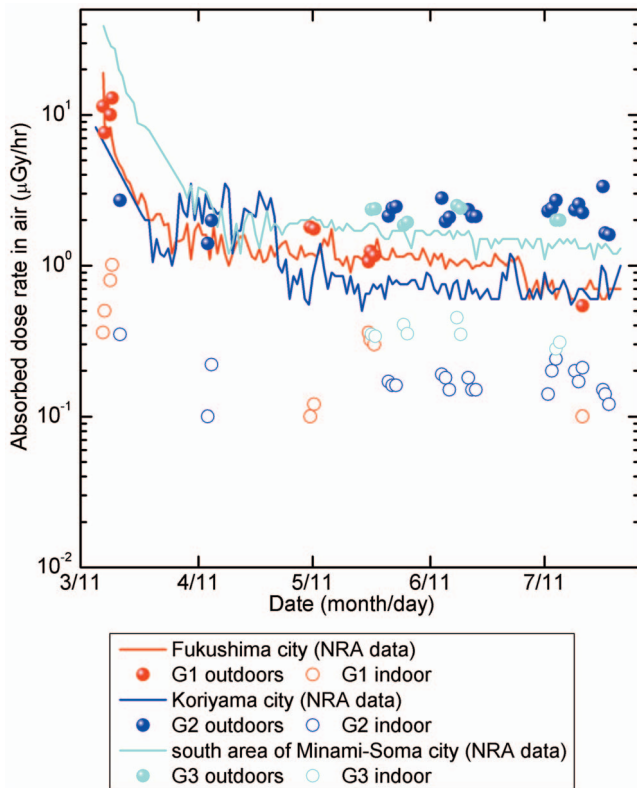 Absorbed dose rate in air (μGy/hr)
10¹
10⁰
10⁻¹
10⁻²
3/11 4/11 5/11 6/11 7/11
Date (month/day)
Fukushima city (NRA data)
G1 outdoors G1 indoor
Koriyama city (NRA data)
G2 outdoors G2 indoor
south area of Minami-Soma city (NRA data)
G3 outdoors G3 indoor